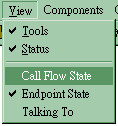 View Components C
Tools
Status
Call Flow State
Endpoint State
Talking To